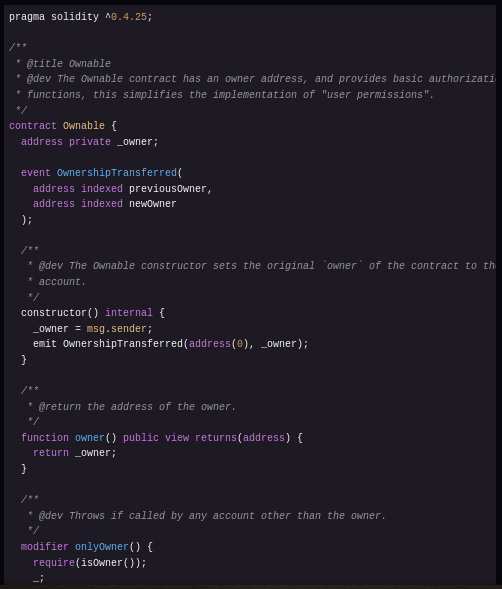 pragma solidity ^0.4.25;

/**
 * @title Ownable
 * @dev The Ownable contract has an owner address, and provides basic
 * functions, this simplifies the implementation of "user permissions".
 */
contract Ownable {
  address private _owner;

  event OwnershipTransferred(
    address indexed previousOwner,
    address indexed newOwner
  );

  /**
   * @dev The Ownable constructor sets the original `owner` of the contract to
   * account.
   */
  constructor() internal {
    _owner = msg.sender;
    emit OwnershipTransferred(address(0), _owner);
  }

  /**
   * @return the address of the owner.
   */
  function owner() public view returns(address) {
    return _owner;
  }

  /**
   * @dev Throws if called by any account other than the owner.
   */
  modifier onlyOwner() {
    require(isOwner());
    _;